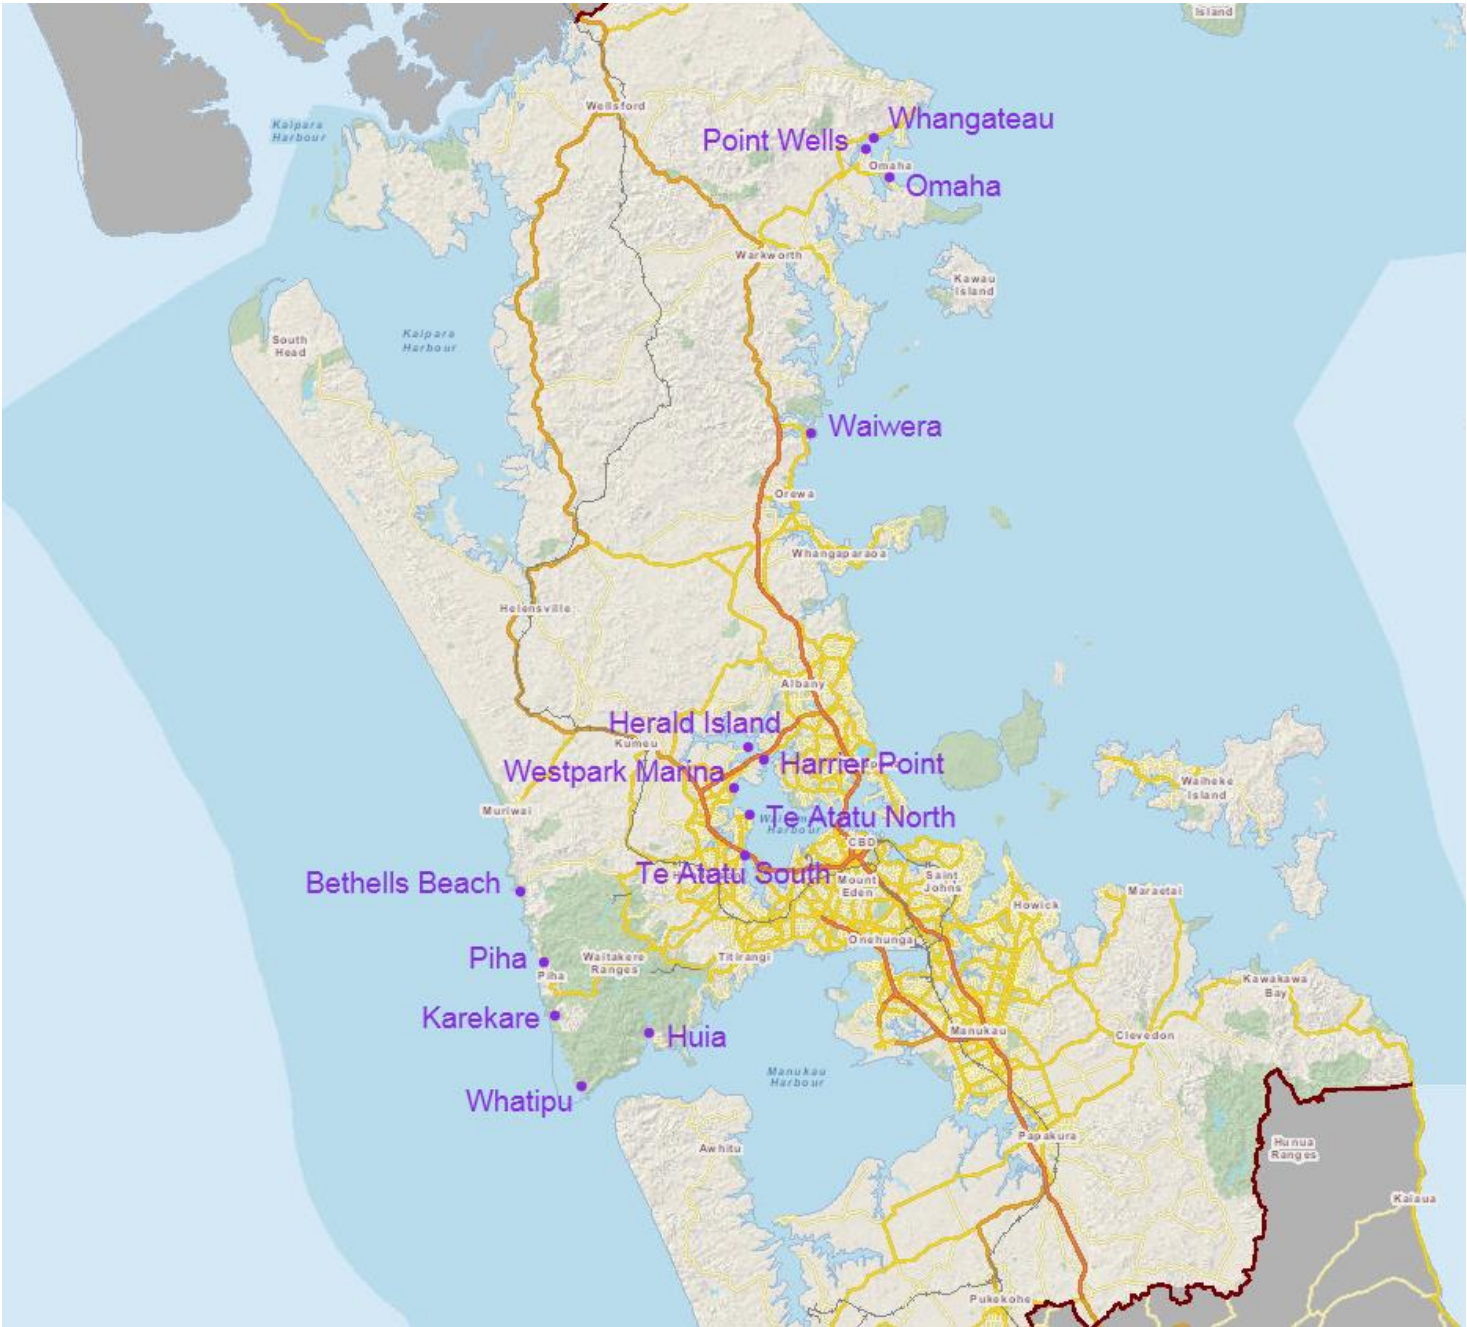 Island
Wellsford
Kaipara
Harbour
Whangateau
Point Wells
Omaha
Omaha
Warkworth
Kawau
Island
South
Head
Kaipara
Harbour
Waiwera
Orewa
Whangaparaoa
Helensville
Albany
Herald Island
Kumeu
Harrier Point
Westpark Marina
Waiheke
Island
Muriwai
Te Atatu North
Harbour
CBD
Te Atatu South
Mount
Eden
Saint
Johns
Bethells Beach
Maraetai
Howick
Onehunga
Piha
Piha
Waitakere
Ranges
Titirangi
Kawakawa
Bay
Karekare
Huia
Manukau
Clevedon
Manukau
Harbour
Whatipu
Papakura
Awhitu
Hunua
Ranges
Kaiaua
Pukekohe